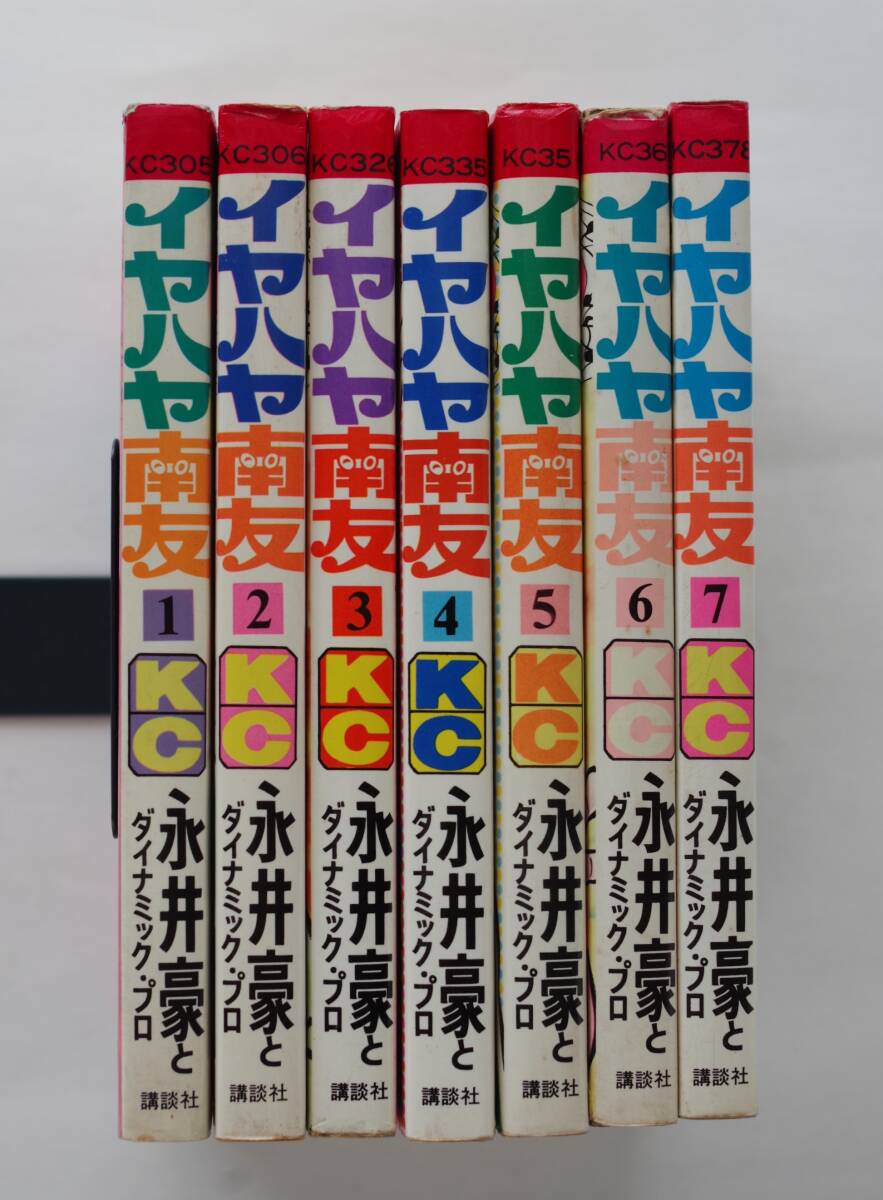 KC305
イヤハヤ
南友
1
KC
永井豪と
ダイナミック・プロ
講談社
KC306
イヤハヤ
南友
2
KC
永井豪と
ダイナミック・プロ
講談社
KC326
イヤハヤ
南友
3
KC
永井豪と
ダイナミック・プロ
講談社
KC335
イヤハヤ
南友
4
KC
永井豪と
ダイナミック・プロ
講談社
KC35
イヤハヤ
南友
5
KC
永井豪と
ダイナミック・プロ
講談社
KC36
イヤハヤ
南友
6
KC
永井豪と
ダイナミック・プロ
講談社
KC378
イヤハヤ
南友
7
KC
永井豪と
ダイナミック・プロ
講談社